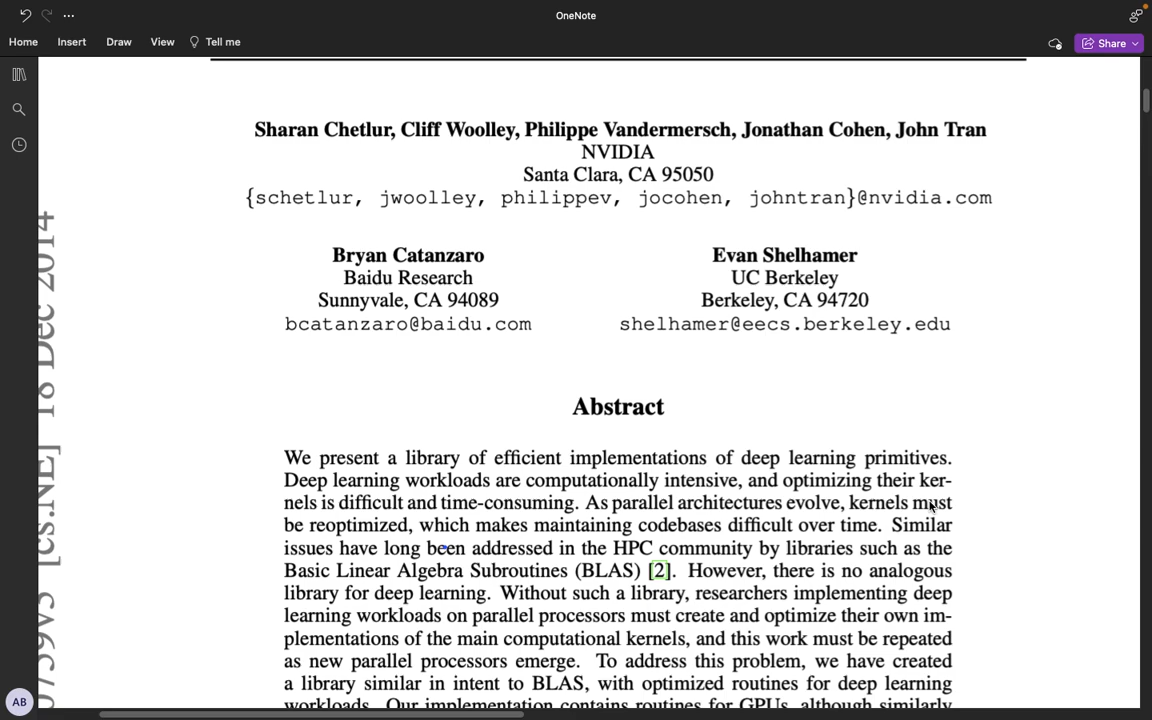 OneNote
Home Insert Draw View Tell me Share
Sharan Chetlur, Cliff Woolley, Philippe Vandermersch, Jonathan Cohen, John Tran
NVIDIA
Santa Clara, CA 95050
{schetlur, jwoolley, philippev, jocohen, johntran}@nvidia.com
Bryan Catanzaro
Baidu Research
Sunnyvale, CA 94089
bcatanzaro@baidu.com
Evan Shelhamer
UC Berkeley
Berkeley, CA 94720
shelhamer@eecs.berkeley.edu
Abstract
We present a library of efficient implementations of deep learning primitives.
Deep learning workloads are computationally intensive, and optimizing their ker-
nels is difficult and time-consuming. As parallel architectures evolve, kernels must
be reoptimized, which makes maintaining codebases difficult over time. Similar
issues have long been addressed in the HPC community by libraries such as the
Basic Linear Algebra Subroutines (BLAS) [2]. However, there is no analogous
library for deep learning. Without such a library, researchers implementing deep
learning workloads on parallel processors must create and optimize their own im-
plementations of the main computational kernels, and this work must be repeated
as new parallel processors emerge. To address this problem, we have created
a library similar in intent to BLAS, with optimized routines for deep learning
workloads. Our implementation contains routines for GPUs, although similarly
[cs.NE] 18 Dec 2014
AB